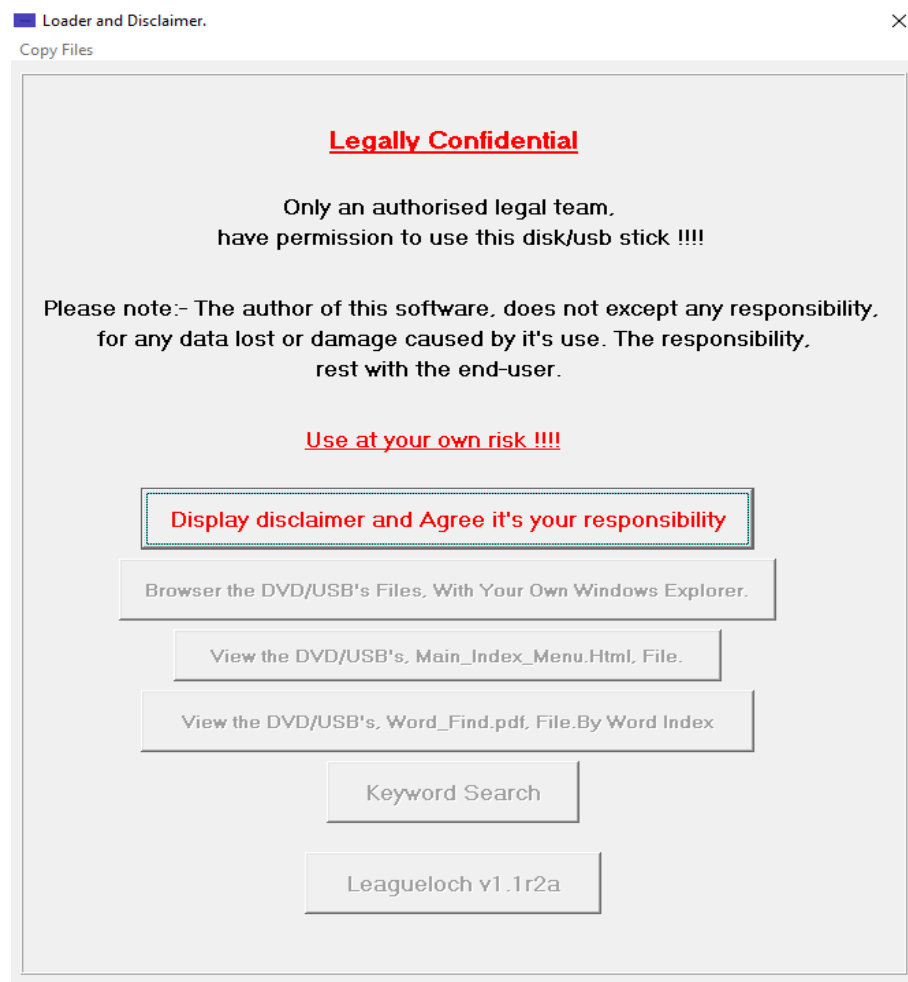 Loader and Disclaimer.
Copy Files
Legally Confidential
Only an authorised legal team,
have permission to use this disk/usb stick !!!!
Please note:- The author of this software, does not except any responsibility,
for any data lost or damage caused by it's use. The responsibility,
rest with the end-user.
Use at your own risk !!!!
Display disclaimer and Agree it's your responsibility
Browser the DVD/USB's Files, With Your Own Windows Explorer.
View the DVD/USB's, Main_Index_Menu.Html, File.
View the DVD/USB's, Word_Find.pdf, File.By Word Index
Keyword Search
Leagueloch v1.1r2a